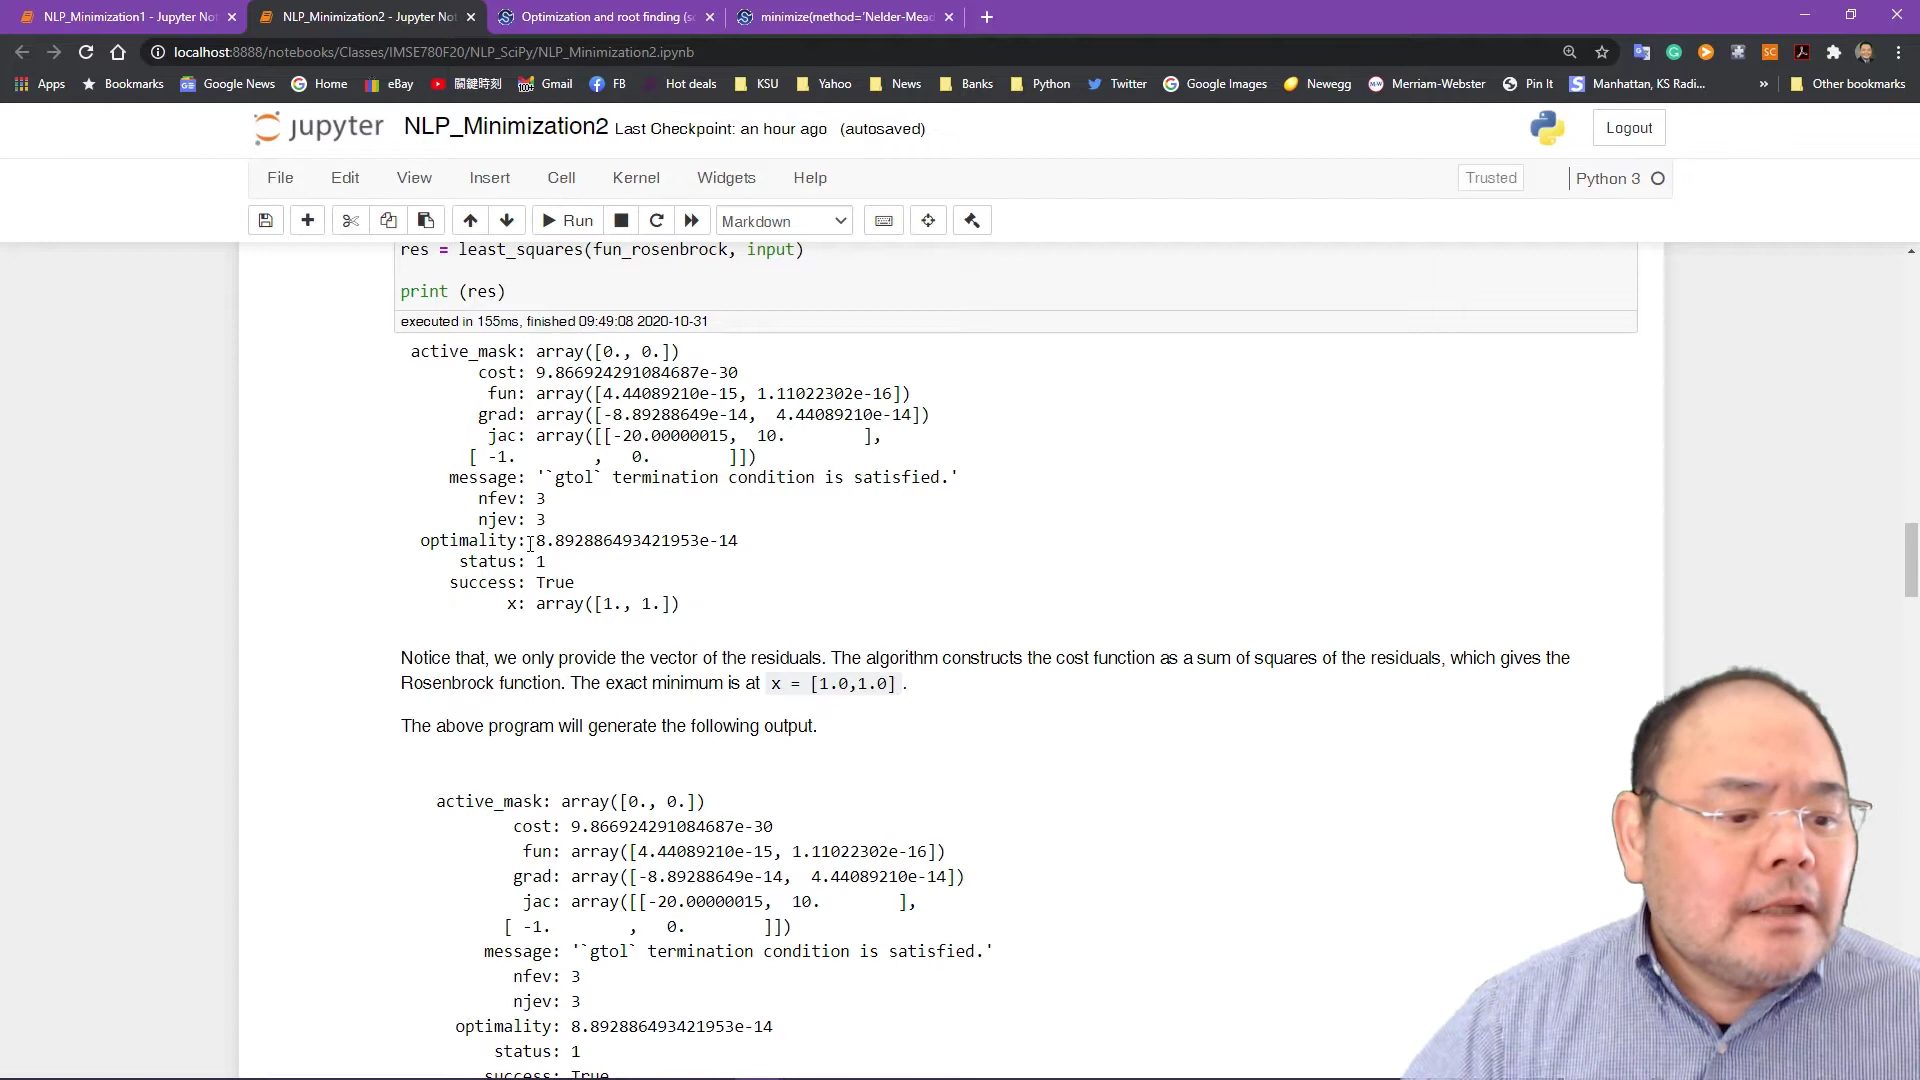 NLP_Minimization1 - Jupyter Not
NLP_Minimization2 - Jupyter Not
Optimization and root finding (sc
minimize(method='Nelder-Mead
localhost:8888/notebooks/Classes/IMSE780F20/NLP_SciPy/NLP_Minimization2.ipynb
Apps Bookmarks Google News Home eBay 關鍵時刻 Gmail FB Hot deals KSU Yahoo News Banks Python Twitter Google Images Newegg Merriam-Webster Pin It Manhattan, KS Radi... » Other bookmarks
jupyter NLP_Minimization2 Last Checkpoint: an hour ago (autosaved)
Logout
File Edit View Insert Cell Kernel Widgets Help
Trusted
Python 3
Run
Markdown
res = least_squares(fun_rosenbrock, input)
print (res)
executed in 155ms, finished 09:49:08 2020-10-31
active_mask: array([0., 0.])
cost: 9.866924291084687e-30
fun: array([4.44089210e-15, 1.11022302e-16])
grad: array([-8.89288649e-14, 4.44089210e-14])
jac: array([[-20.00000015, 10. ],
[ -1. , 0. ]])
message: '`gtol` termination condition is satisfied.'
nfev: 3
njev: 3
optimality: 8.892886493421953e-14
status: 1
success: True
x: array([1., 1.])
Notice that, we only provide the vector of the residuals. The algorithm constructs the cost function as a sum of squares of the residuals, which gives the
Rosenbrock function. The exact minimum is at x = [1.0,1.0] .
The above program will generate the following output.
active_mask: array([0., 0.])
cost: 9.866924291084687e-30
fun: array([4.44089210e-15, 1.11022302e-16])
grad: array([-8.89288649e-14, 4.44089210e-14])
jac: array([[-20.00000015, 10. ],
[ -1. , 0. ]])
message: '`gtol` termination condition is satisfied.'
nfev: 3
njev: 3
optimality: 8.892886493421953e-14
status: 1
success: True